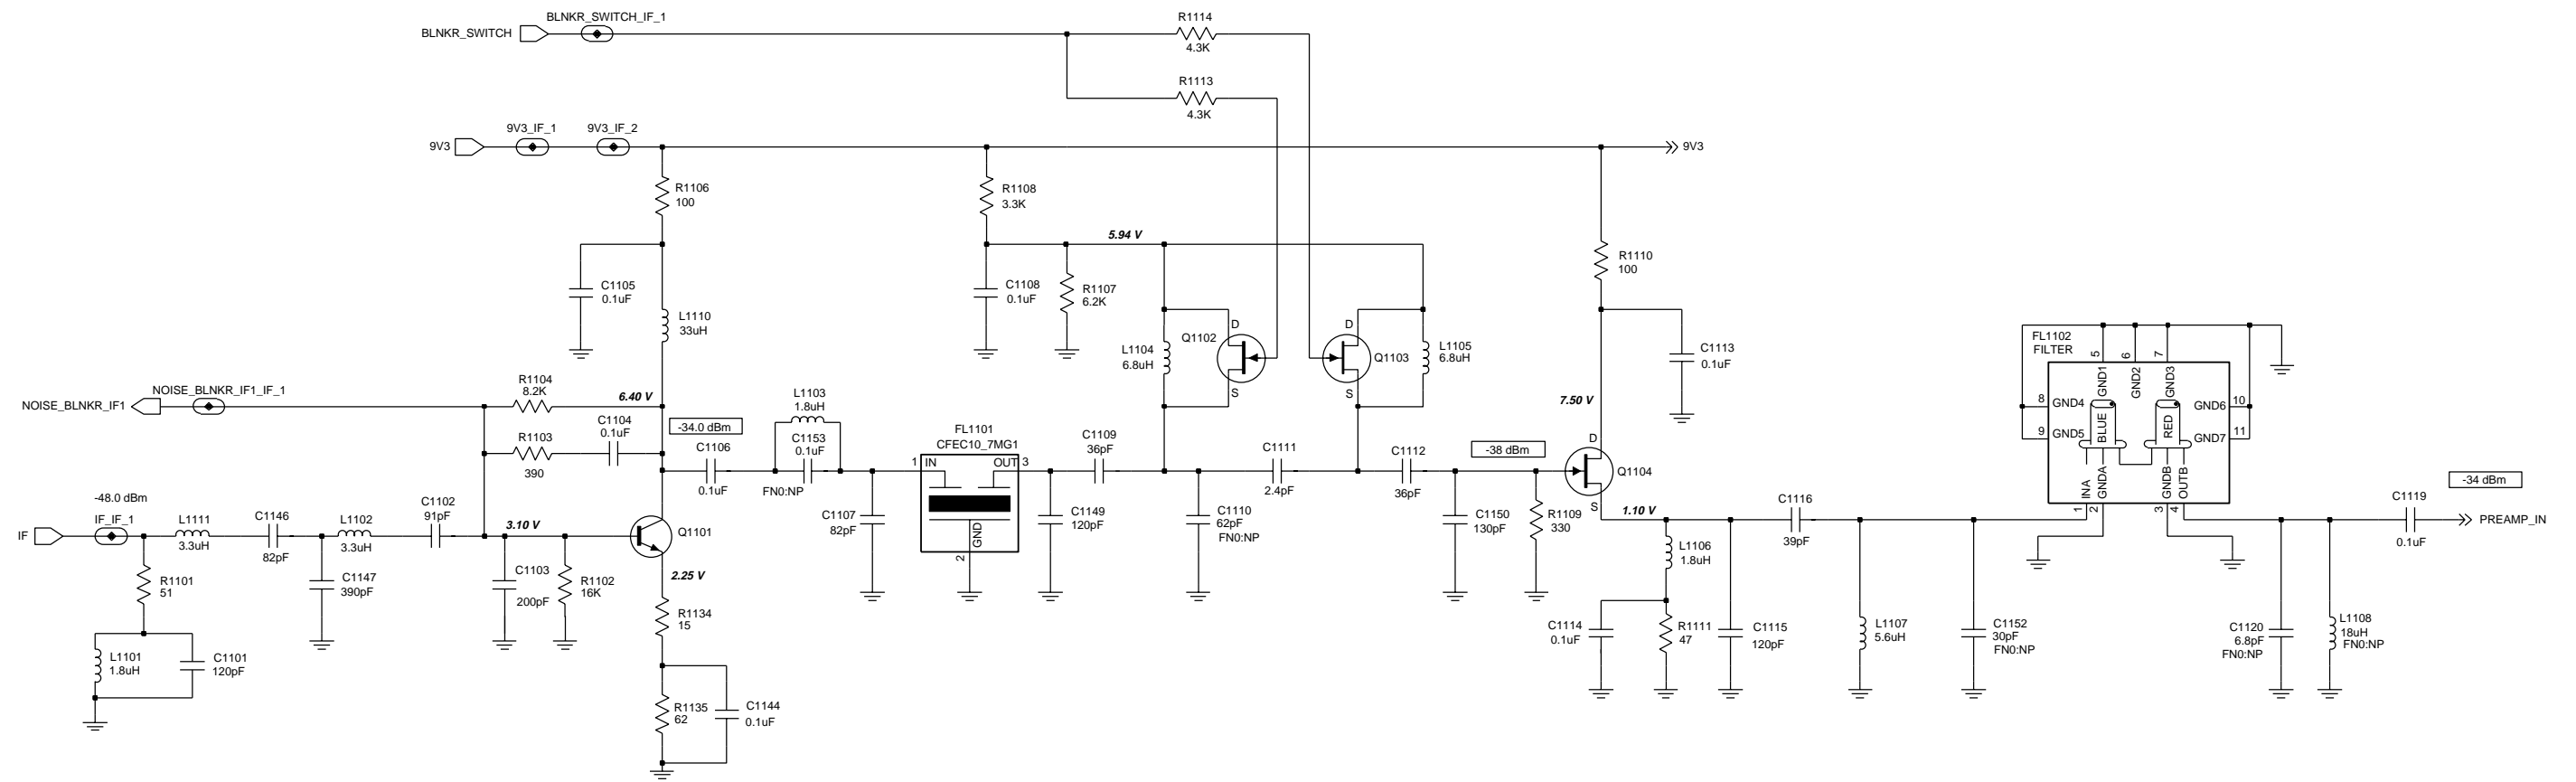 BLNKR_SWITCH
BLNKR_SWITCH_IF_1
R1114
4.3K
R1113
4.3K
9V3
9V3_IF_1
9V3_IF_2
9V3
R1106
100
R1108
3.3K
5.94 V
R1110
100
C1105
0.1uF
L1110
33uH
C1108
0.1uF
R1107
6.2K
L1104
6.8uH
Q1102
D
S
D
S
Q1103
L1105
6.8uH
C1113
0.1uF
7.50 V
NOISE_BLNKR_IF1
NOISE_BLNKR_IF1_IF_1
R1104
8.2K
6.40 V
C1104
0.1uF
R1103
390
-34.0 dBm
C1106
0.1uF
L1103
1.8uH
C1153
0.1uF
FN0:NP
C1107
82pF
FL1101
CFEC10_7MG1
1
IN
OUT
3
GND
2
C1109
36pF
C1149
120pF
C1110
62pF
FN0:NP
C1111
2.4pF
C1112
36pF
C1150
130pF
-38 dBm
R1109
330
D
Q1104
S
1.10 V
IF
-48.0 dBm
IF_IF_1
L1111
3.3uH
C1146
82pF
L1102
3.3uH
C1102
91pF
3.10 V
Q1101
R1101
51
C1147
390pF
C1103
200pF
R1102
16K
2.25 V
R1134
15
L1101
1.8uH
C1101
120pF
R1135
62
C1144
0.1uF
L1106
1.8uH
C1114
0.1uF
R1111
47
C1115
120pF
C1116
39pF
L1107
5.6uH
C1152
30pF
FN0:NP
FL1102
FILTER
5
6
7
GND1
GND2
GND3
8
GND4
9
GND5
BLUE
RED
GND6
10
GND7
11
INA
GNDA
GNDB
OUTB
1
2
3
4
-34 dBm
C1119
0.1uF
PREAMP_IN
C1120
6.8pF
FN0:NP
L1108
18uH
FN0:NP